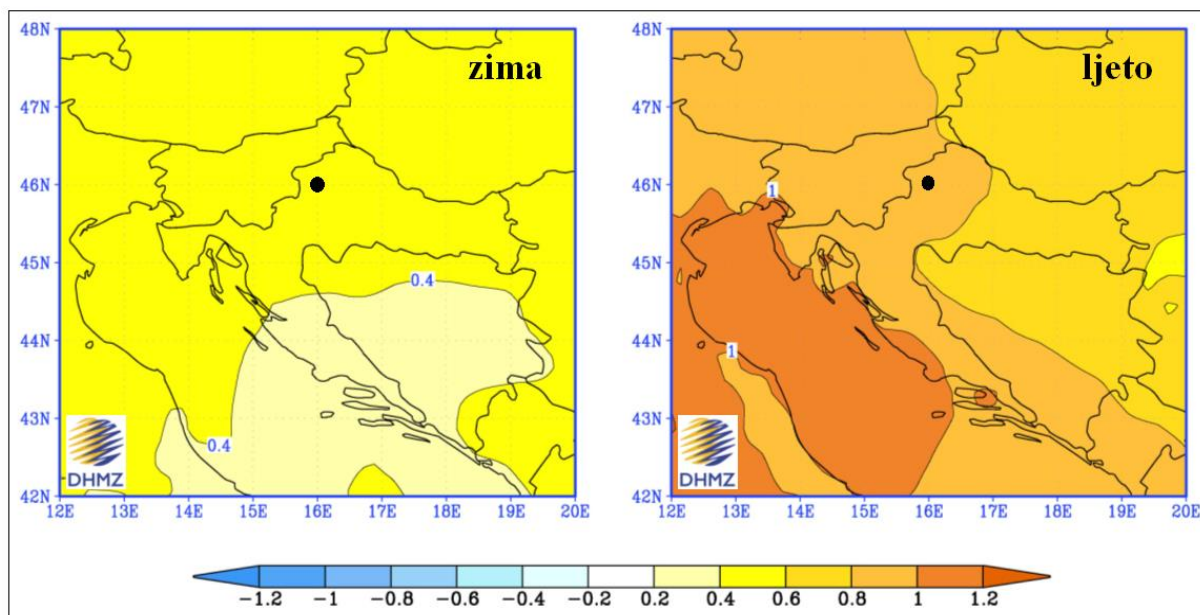 zima
48N
47N
46N
45N
44N
43N
42N
0.4
0.4
DHMZ
12E 13E 14E 15E 16E 17E 18E 19E 20E
ljeto
48N
47N
46N
45N
44N
43N
42N
1
1
DHMZ
12E 13E 14E 15E 16E 17E 18E 19E 20E
-1.2 -1 -0.8 -0.6 -0.4 -0.2 0.2 0.4 0.6 0.8 1 1.2